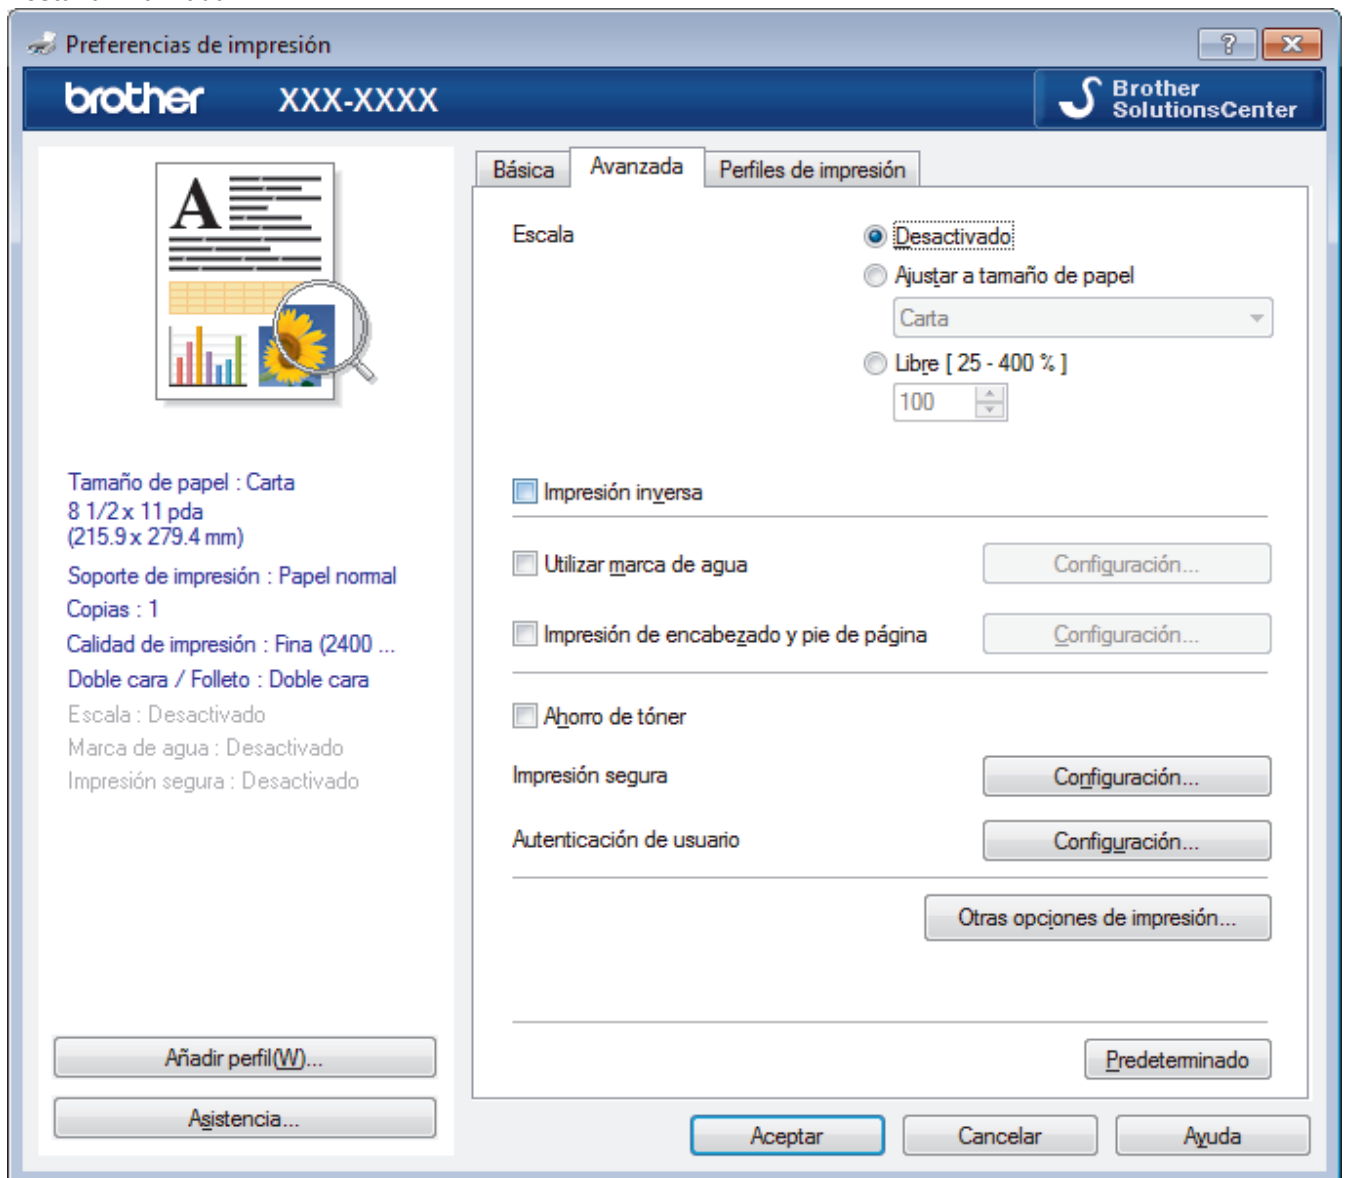 Preferencias de impresión
brother XXX-XXXX
Brother
SolutionsCenter
Básica Avanzada Perfiles de impresión
A
Escala
Desactivado
Ajustar a tamaño de papel
Carta
Libre [ 25 - 400 % ]
100
Impresión inversa
Utilizar marca de agua Configuración...
Impresión de encabezado y pie de página Configuración...
Ahorro de tóner
Impresión segura Configuración...
Autenticación de usuario Configuración...
Otras opciones de impresión...
Predeterminado
Tamaño de papel : Carta
8 1/2 x 11 pda
(215.9 x 279.4 mm)
Soporte de impresión : Papel normal
Copias : 1
Calidad de impresión : Fina (2400 ...
Doble cara / Folleto : Doble cara
Escala : Desactivado
Marca de agua : Desactivado
Impresión segura : Desactivado
Añadir perfil(W)...
Asistencia...
Aceptar Cancelar Ayuda